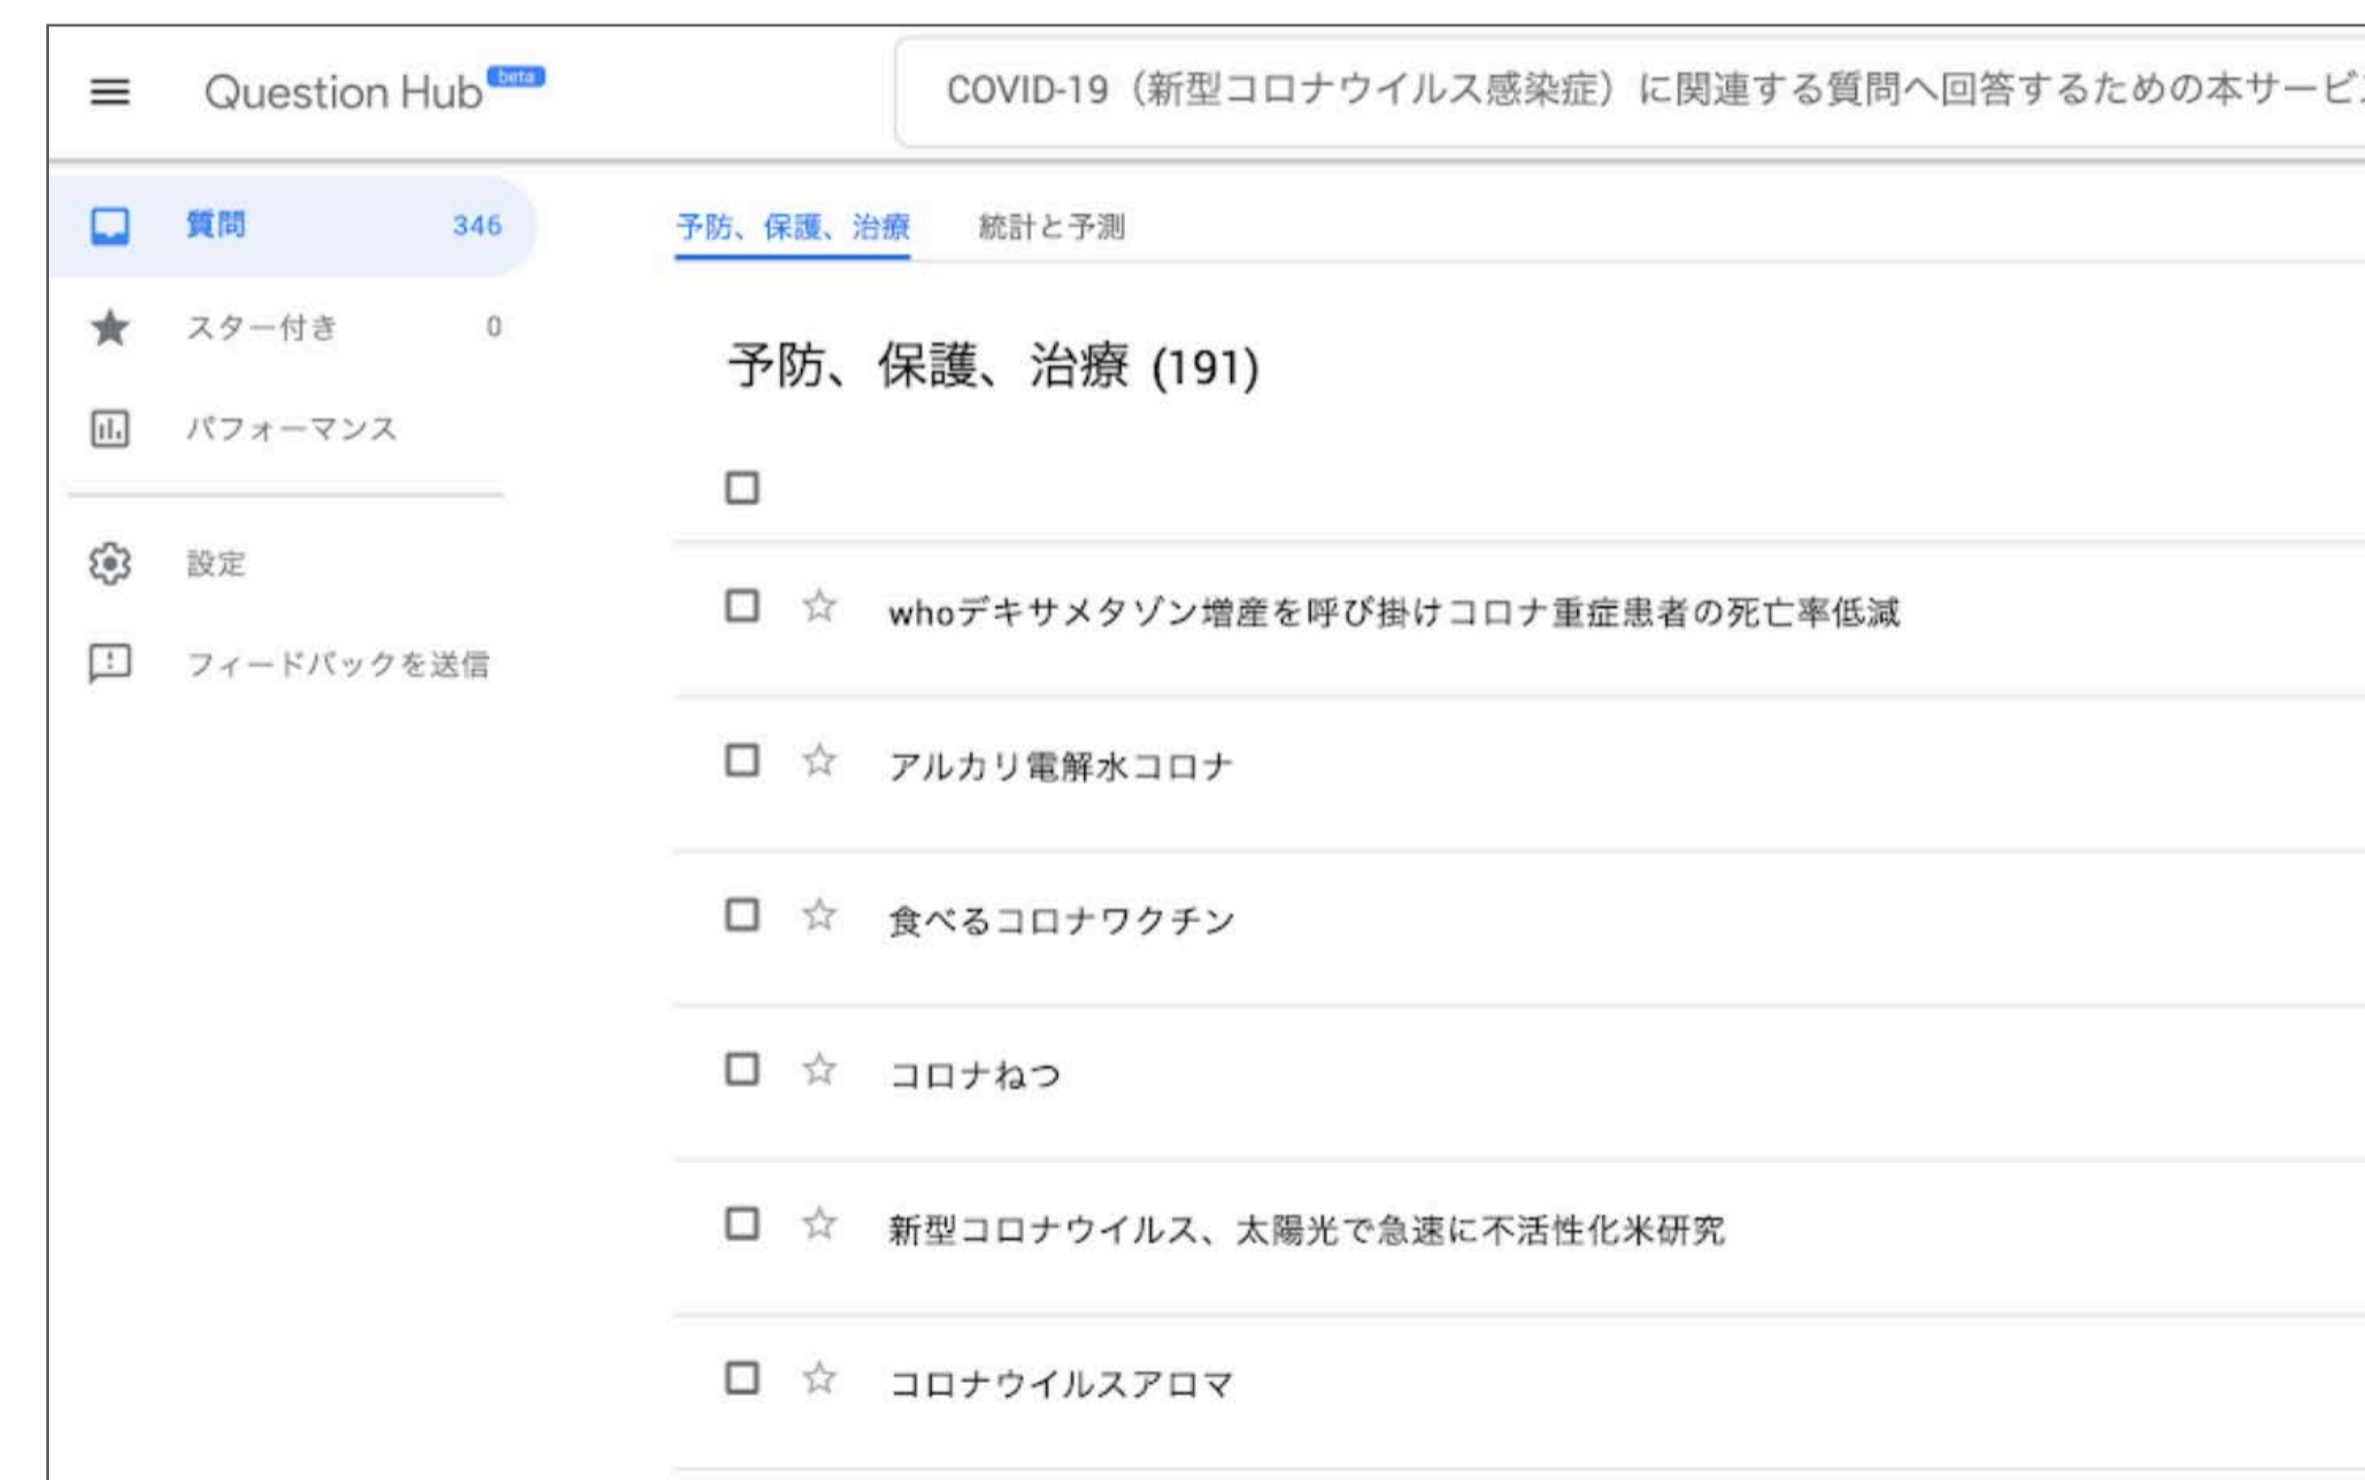 Question Hub beta
COVID-19（新型コロナウイルス感染症）に関連する質問へ回答するための本サービ
質問 346
スター付き 0
パフォーマンス
設定
フィードバックを送信
予防、保護、治療 統計と予測
予防、保護、治療 (191)
whoデキサメタゾン増産を呼び掛けコロナ重症患者の死亡率低減
アルカリ電解水コロナ
食べるコロナワクチン
コロナねつ
新型コロナウイルス、太陽光で急速に不活性化米研究
コロナウイルスアロマ